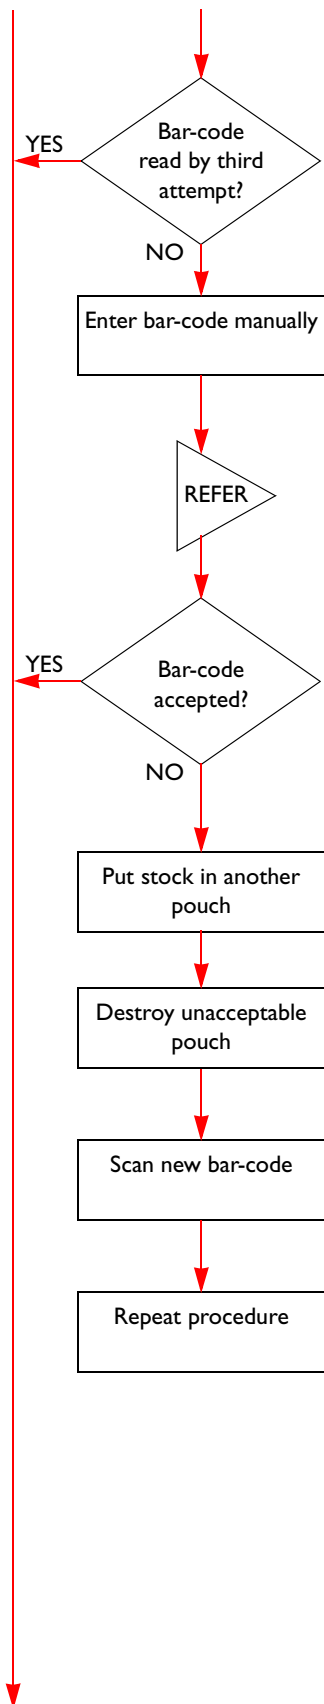 Bar-code
read by third
attempt?
YES
NO
Enter bar-code manually
REFER
YES
Bar-code
accepted?
NO
Put stock in another
pouch
Destroy unacceptable
pouch
Scan new bar-code
Repeat procedure